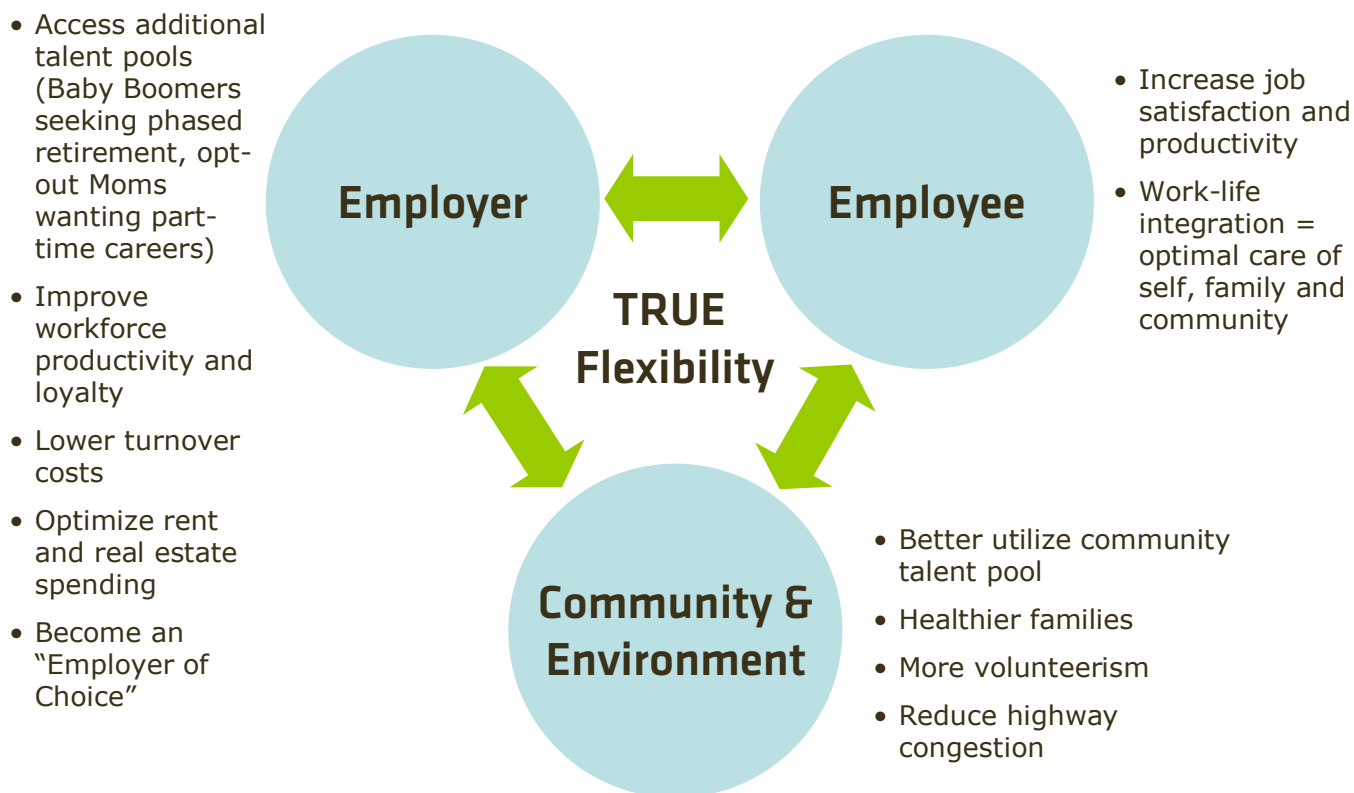 • Access additional
talent pools
(Baby Boomers
seeking phased
retirement, opt-
out Moms
wanting part-
time careers)
• Improve
workforce
productivity and
loyalty
• Lower turnover
costs
• Optimize rent
and real estate
spending
• Become an
“Employer of
Choice”
Employer
Employee
• Increase job
satisfaction and
productivity
• Work-life
integration =
optimal care of
self, family and
community
TRUE
Flexibility
Community &
Environment
• Better utilize community
talent pool
• Healthier families
• More volunteerism
• Reduce highway
congestion